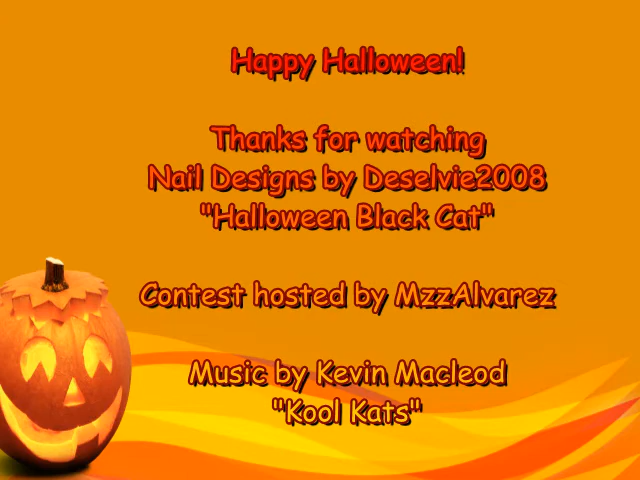 Happy Halloween!
Thanks for watching
Nail Designs by Deselvie2008
"Halloween Black Cat"
Contest hosted by MzzAlvarez
Music by Kevin Macleod
"Kool Kats"